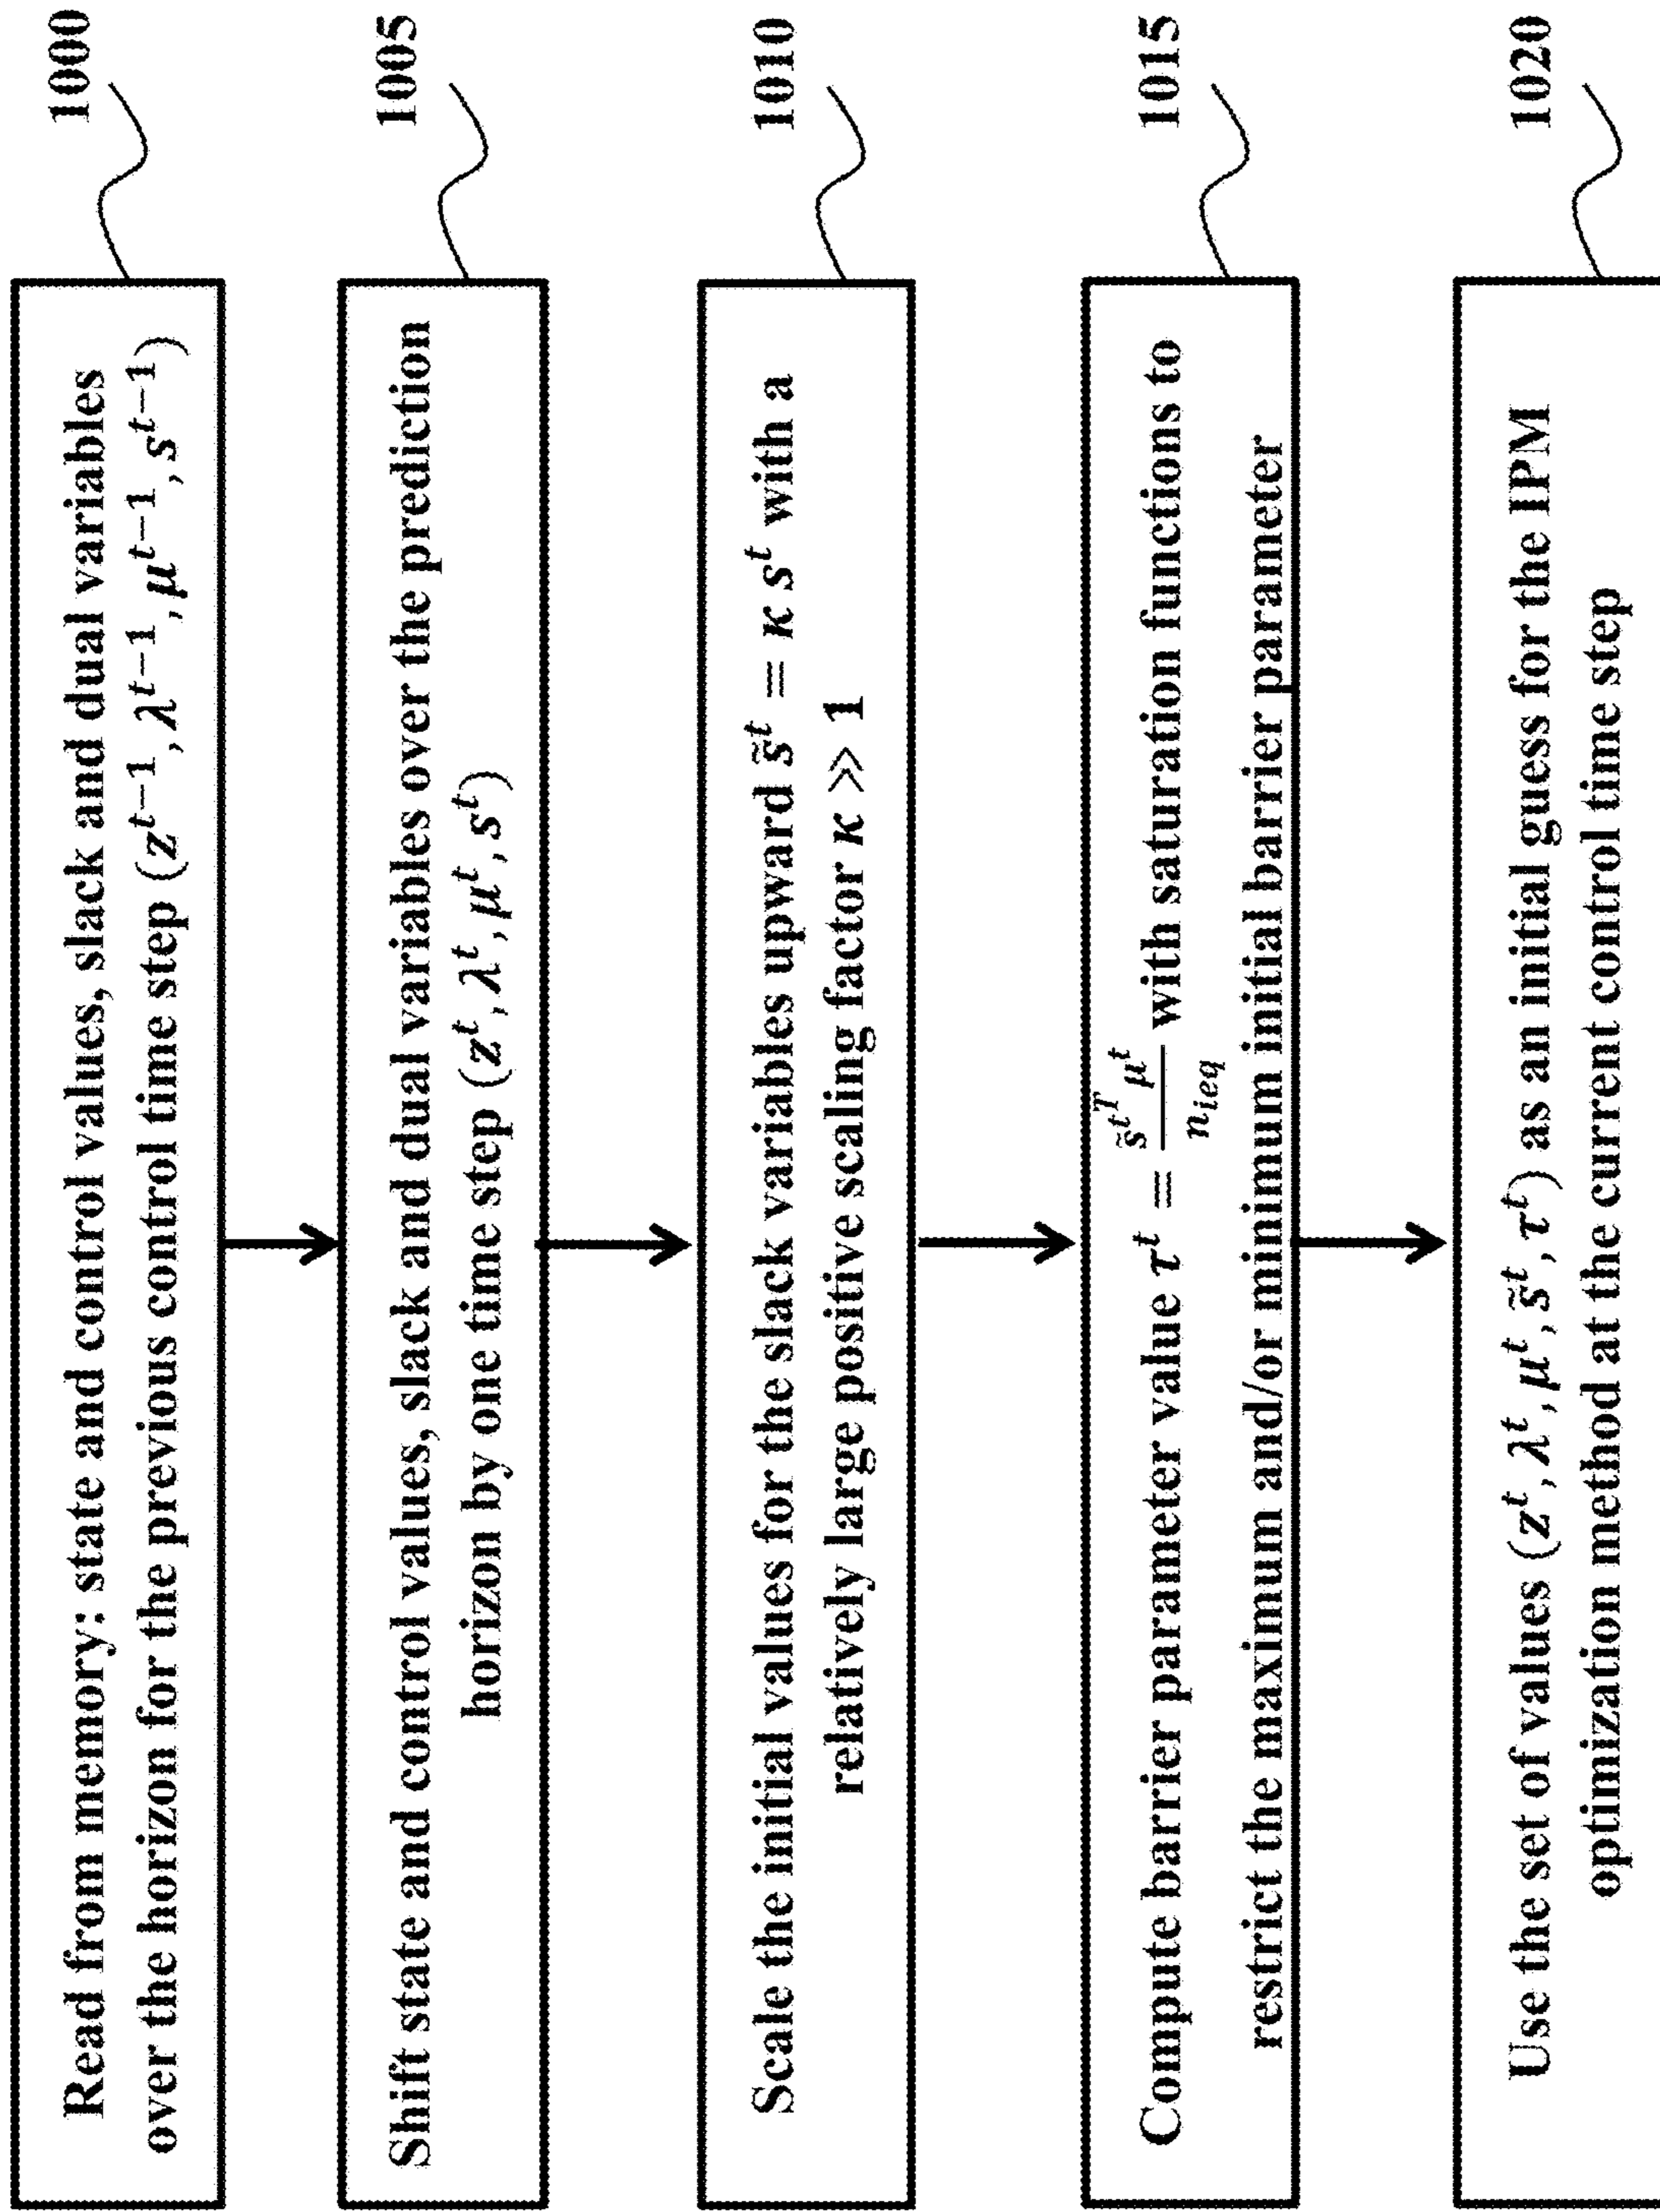 Read from memory: state and control values, slack and dual variables
over the horizon for the previous control time step (z^{t−1}, λ^{t−1}, μ^{t−1}, s^{t−1})
1000
Shift state and control values, slack and dual variables over the prediction
horizon by one time step (z^t, λ^t, μ^t, s^t)
1005
Scale the initial values for the slack variables upward s̃^t = κ s^t with a
relatively large positive scaling factor κ ≫ 1
1010
Compute barrier parameter value τ^t = \frac{s̃^{t^T} μ^t}{n_{ieq}} with saturation functions to
restrict the maximum and/or minimum initial barrier parameter
1015
Use the set of values (z^t, λ^t, μ^t, s̃^t, τ^t) as an initial guess for the IPM
optimization method at the current control time step
1020